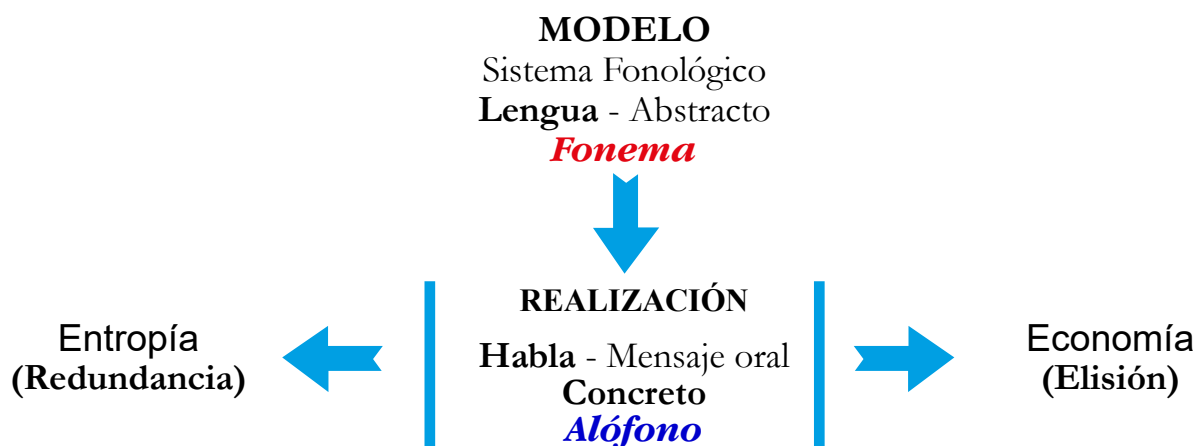 MODELO
Sistema Fonológico
Lengua - Abstracto
Fonema
REALIZACIÓN
Habla - Mensaje oral
Concreto
Alófono
Entropía
(Redundancia)
Economía
(Elisión)